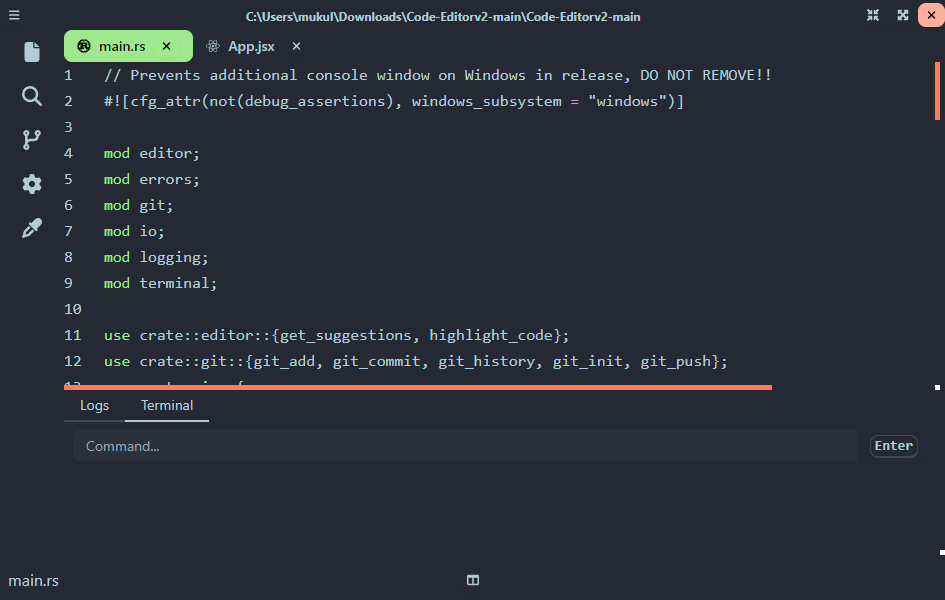 C:\Users\mukul\Downloads\Code-Editorv2-main\Code-Editorv2-main
main.rs × App.jsx ×
1 // Prevents additional console window on Windows in release, DO NOT REMOVE!!
2 #![cfg_attr(not(debug_assertions), windows_subsystem = "windows")]
3
4 mod editor;
5 mod errors;
6 mod git;
7 mod io;
8 mod logging;
9 mod terminal;
10
11 use crate::editor::{get_suggestions, highlight_code};
12 use crate::git::{git_add, git_commit, git_history, git_init, git_push};
Logs Terminal
Command... Enter
main.rs